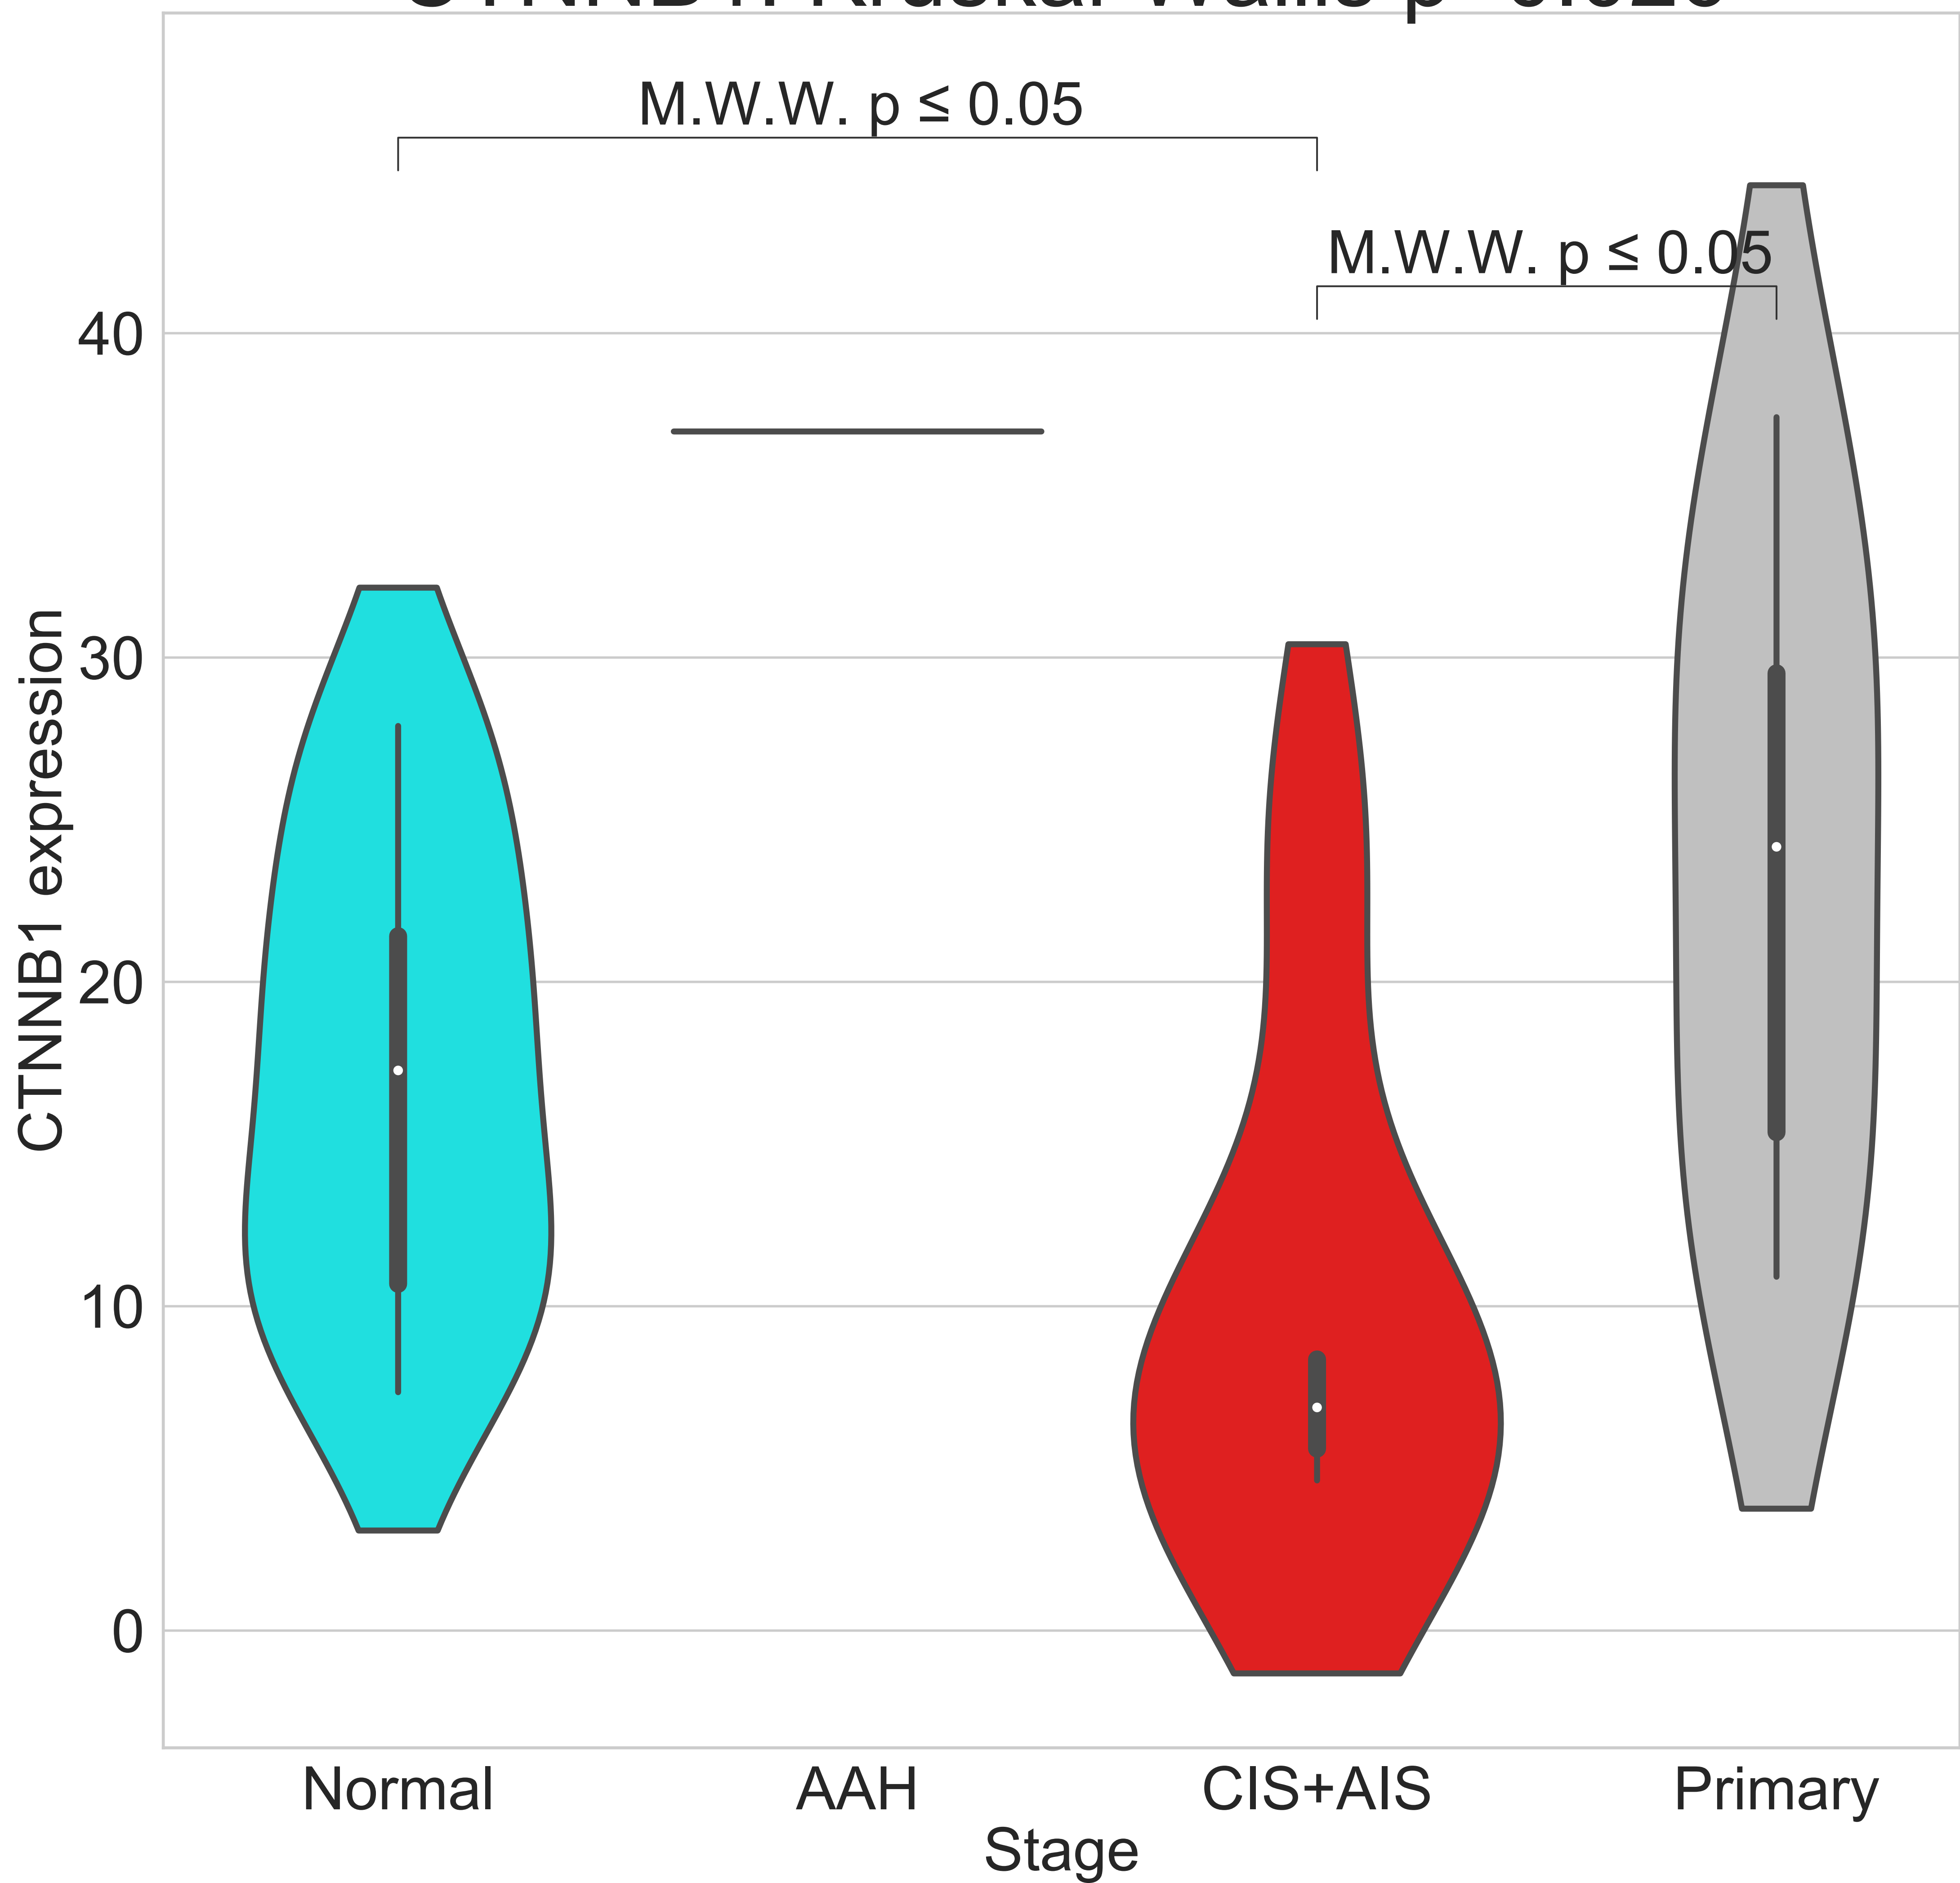 M.W.W. p ≤ 0.05
M.W.W. p ≤ 0.05
40
30
20
10
0
CTNNB1 expression
Normal AAH CIS+AIS Primary
Stage